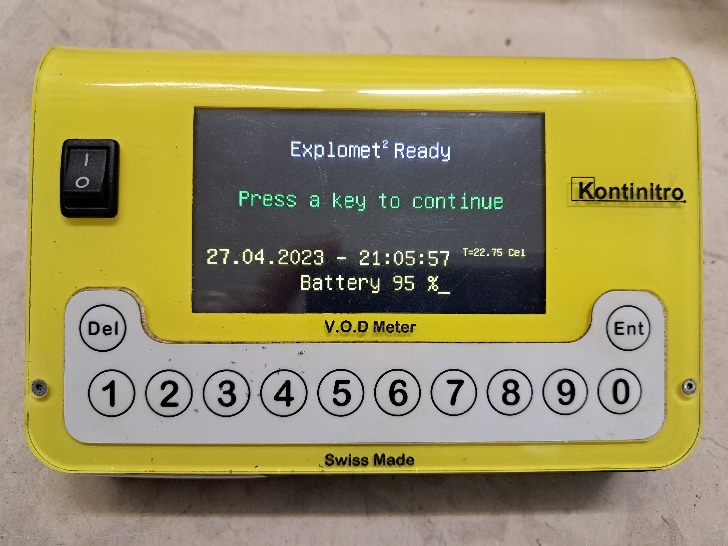 Explomet² Ready
Press a key to continue
27.04.2023 - 21:05:57 T=22.75 Cel
Battery 95 %_
Kontinitro
V.O.D Meter
Del
Ent
1 2 3 4 5 6 7 8 9 0
Swiss Made